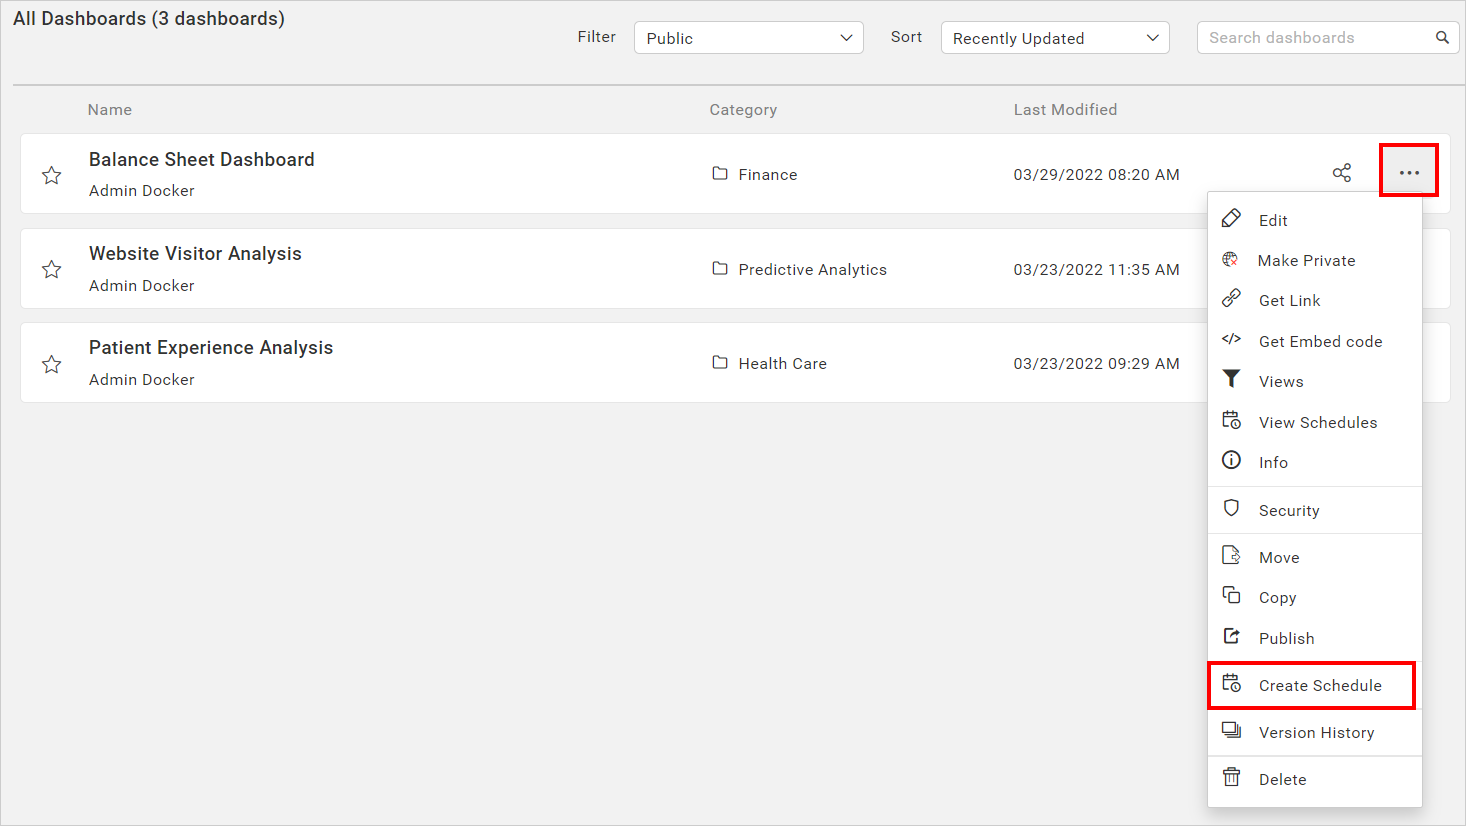 All Dashboards (3 dashboards)
Filter
Public
Sort
Recently Updated
Search dashboards
Name
Category
Last Modified
Balance Sheet Dashboard
Admin Docker
Finance
03/29/2022 08:20 AM
Website Visitor Analysis
Admin Docker
Predictive Analytics
03/23/2022 11:35 AM
Patient Experience Analysis
Admin Docker
Health Care
03/23/2022 09:29 AM
Edit
Make Private
Get Link
Get Embed code
Views
View Schedules
Info
Security
Move
Copy
Publish
Create Schedule
Version History
Delete